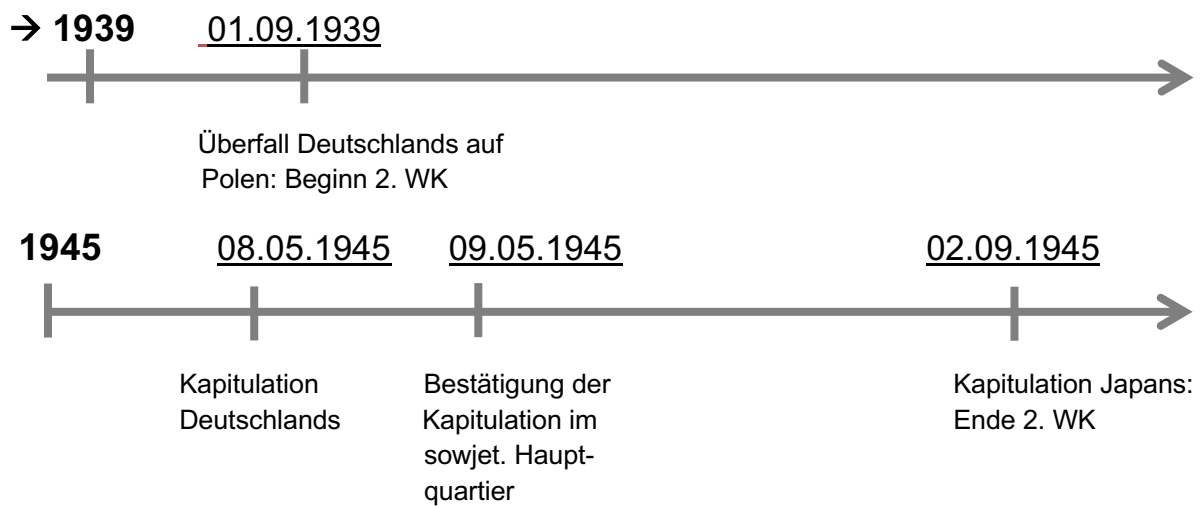 → 1939 01.09.1939
Überfall Deutschlands auf
Polen: Beginn 2. WK
1945 08.05.1945 09.05.1945 02.09.1945
Kapitulation
Deutschlands
Bestätigung der
Kapitulation im
sowjet. Haupt-
quartier
Kapitulation Japans:
Ende 2. WK